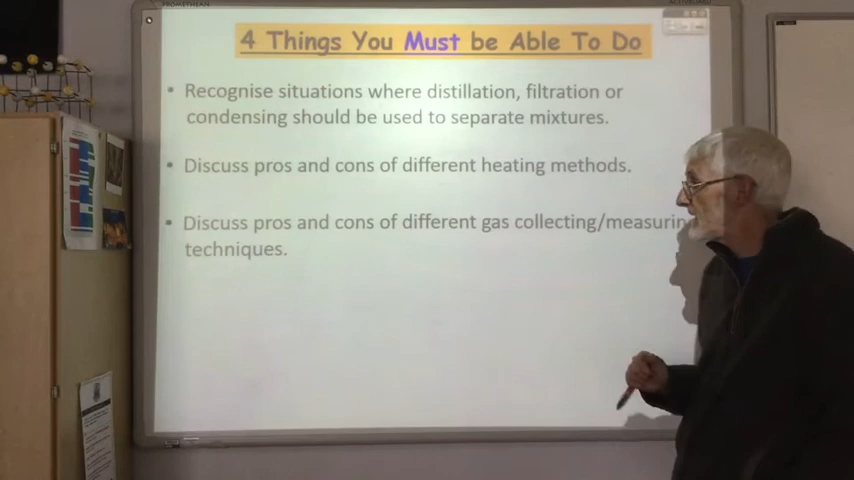 PROMETHEAN
4 Things You Must be Able To Do
• Recognise situations where distillation, filtration or
condensing should be used to separate mixtures.
• Discuss pros and cons of different heating methods.
• Discuss pros and cons of different gas collecting/measuring
techniques.